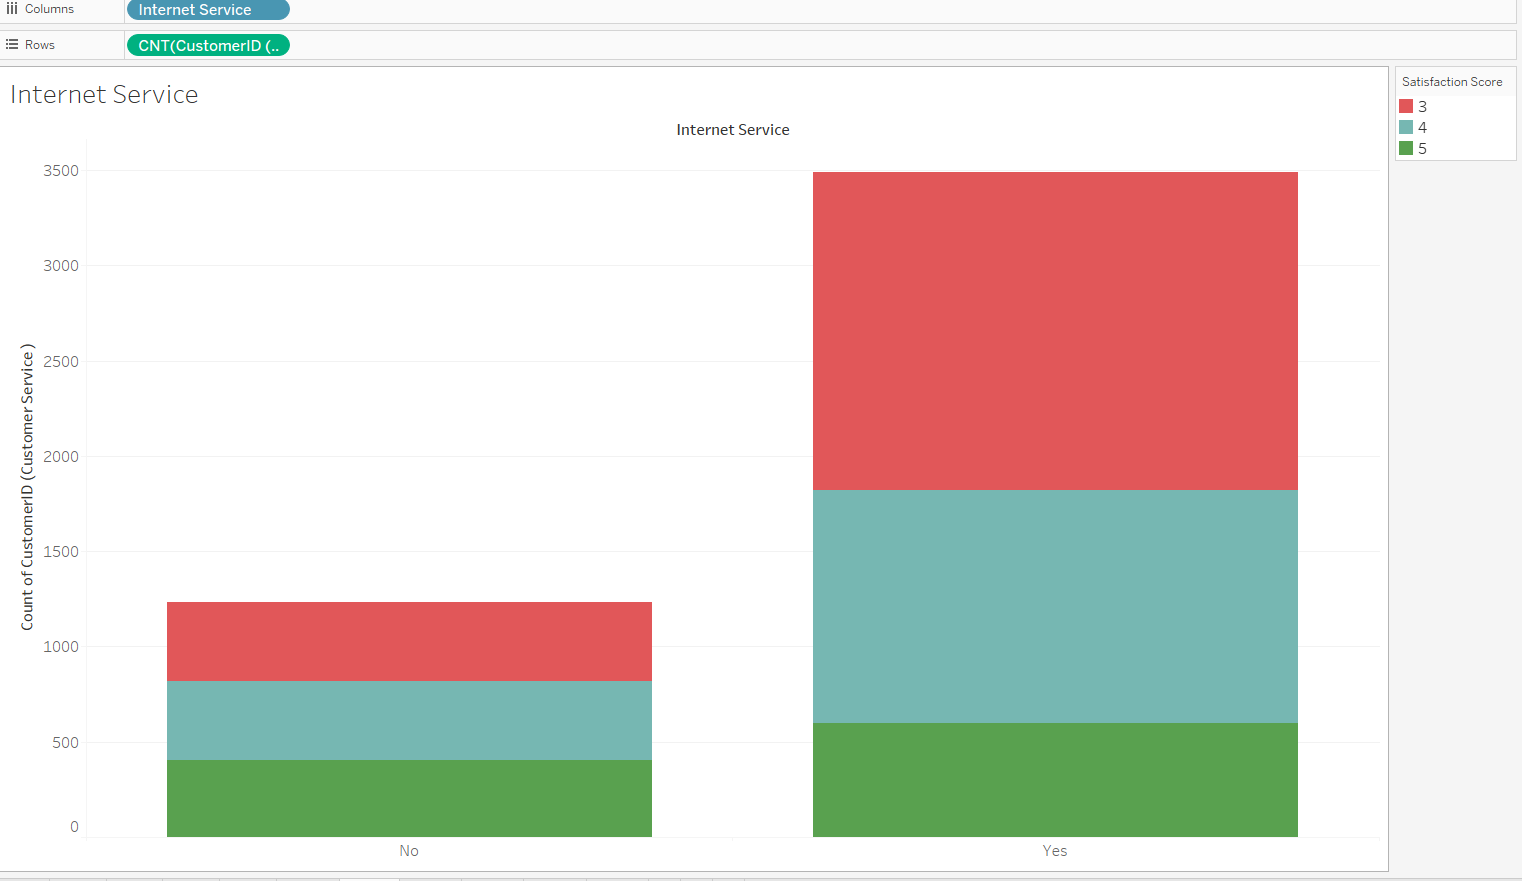 Columns
Internet Service
Rows
CNT(CustomerID (..
Internet Service
Satisfaction Score
3
4
5
Internet Service
Count of CustomerID (Customer Service )
3500
3000
2500
2000
1500
1000
500
0
No
Yes